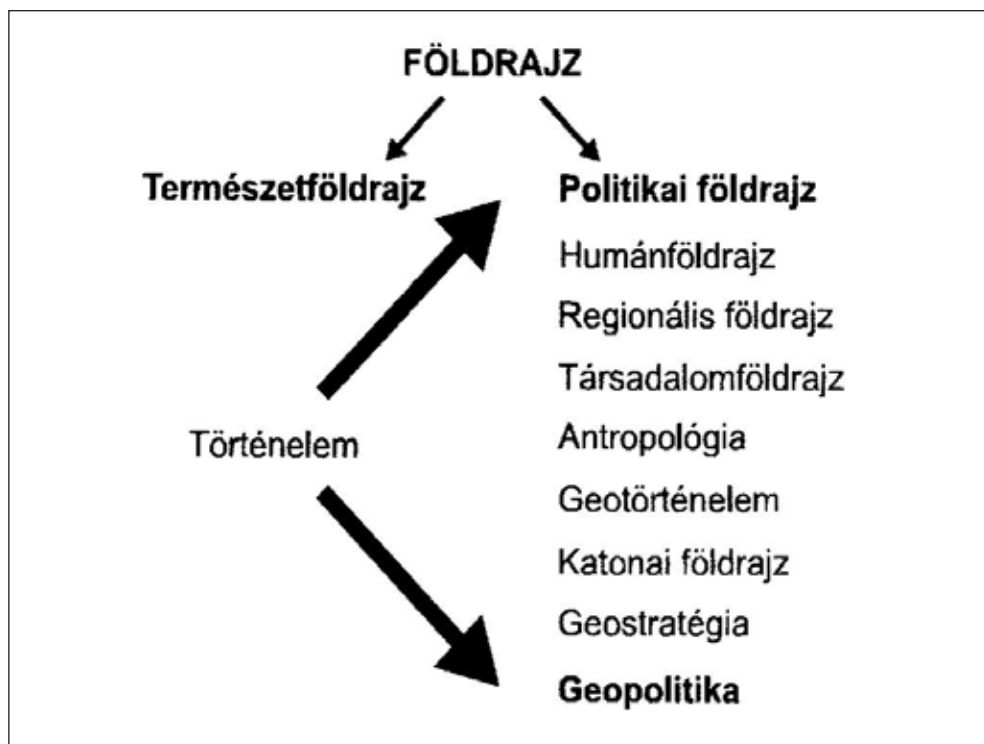 FÖLDRAJZ
Természetföldrajz
Politikai földrajz
Humánföldrajz
Regionális földrajz
Társadalomföldrajz
Történelem
Antropológia
Geotörténelem
Katonai földrajz
Geostratégia
Geopolitika